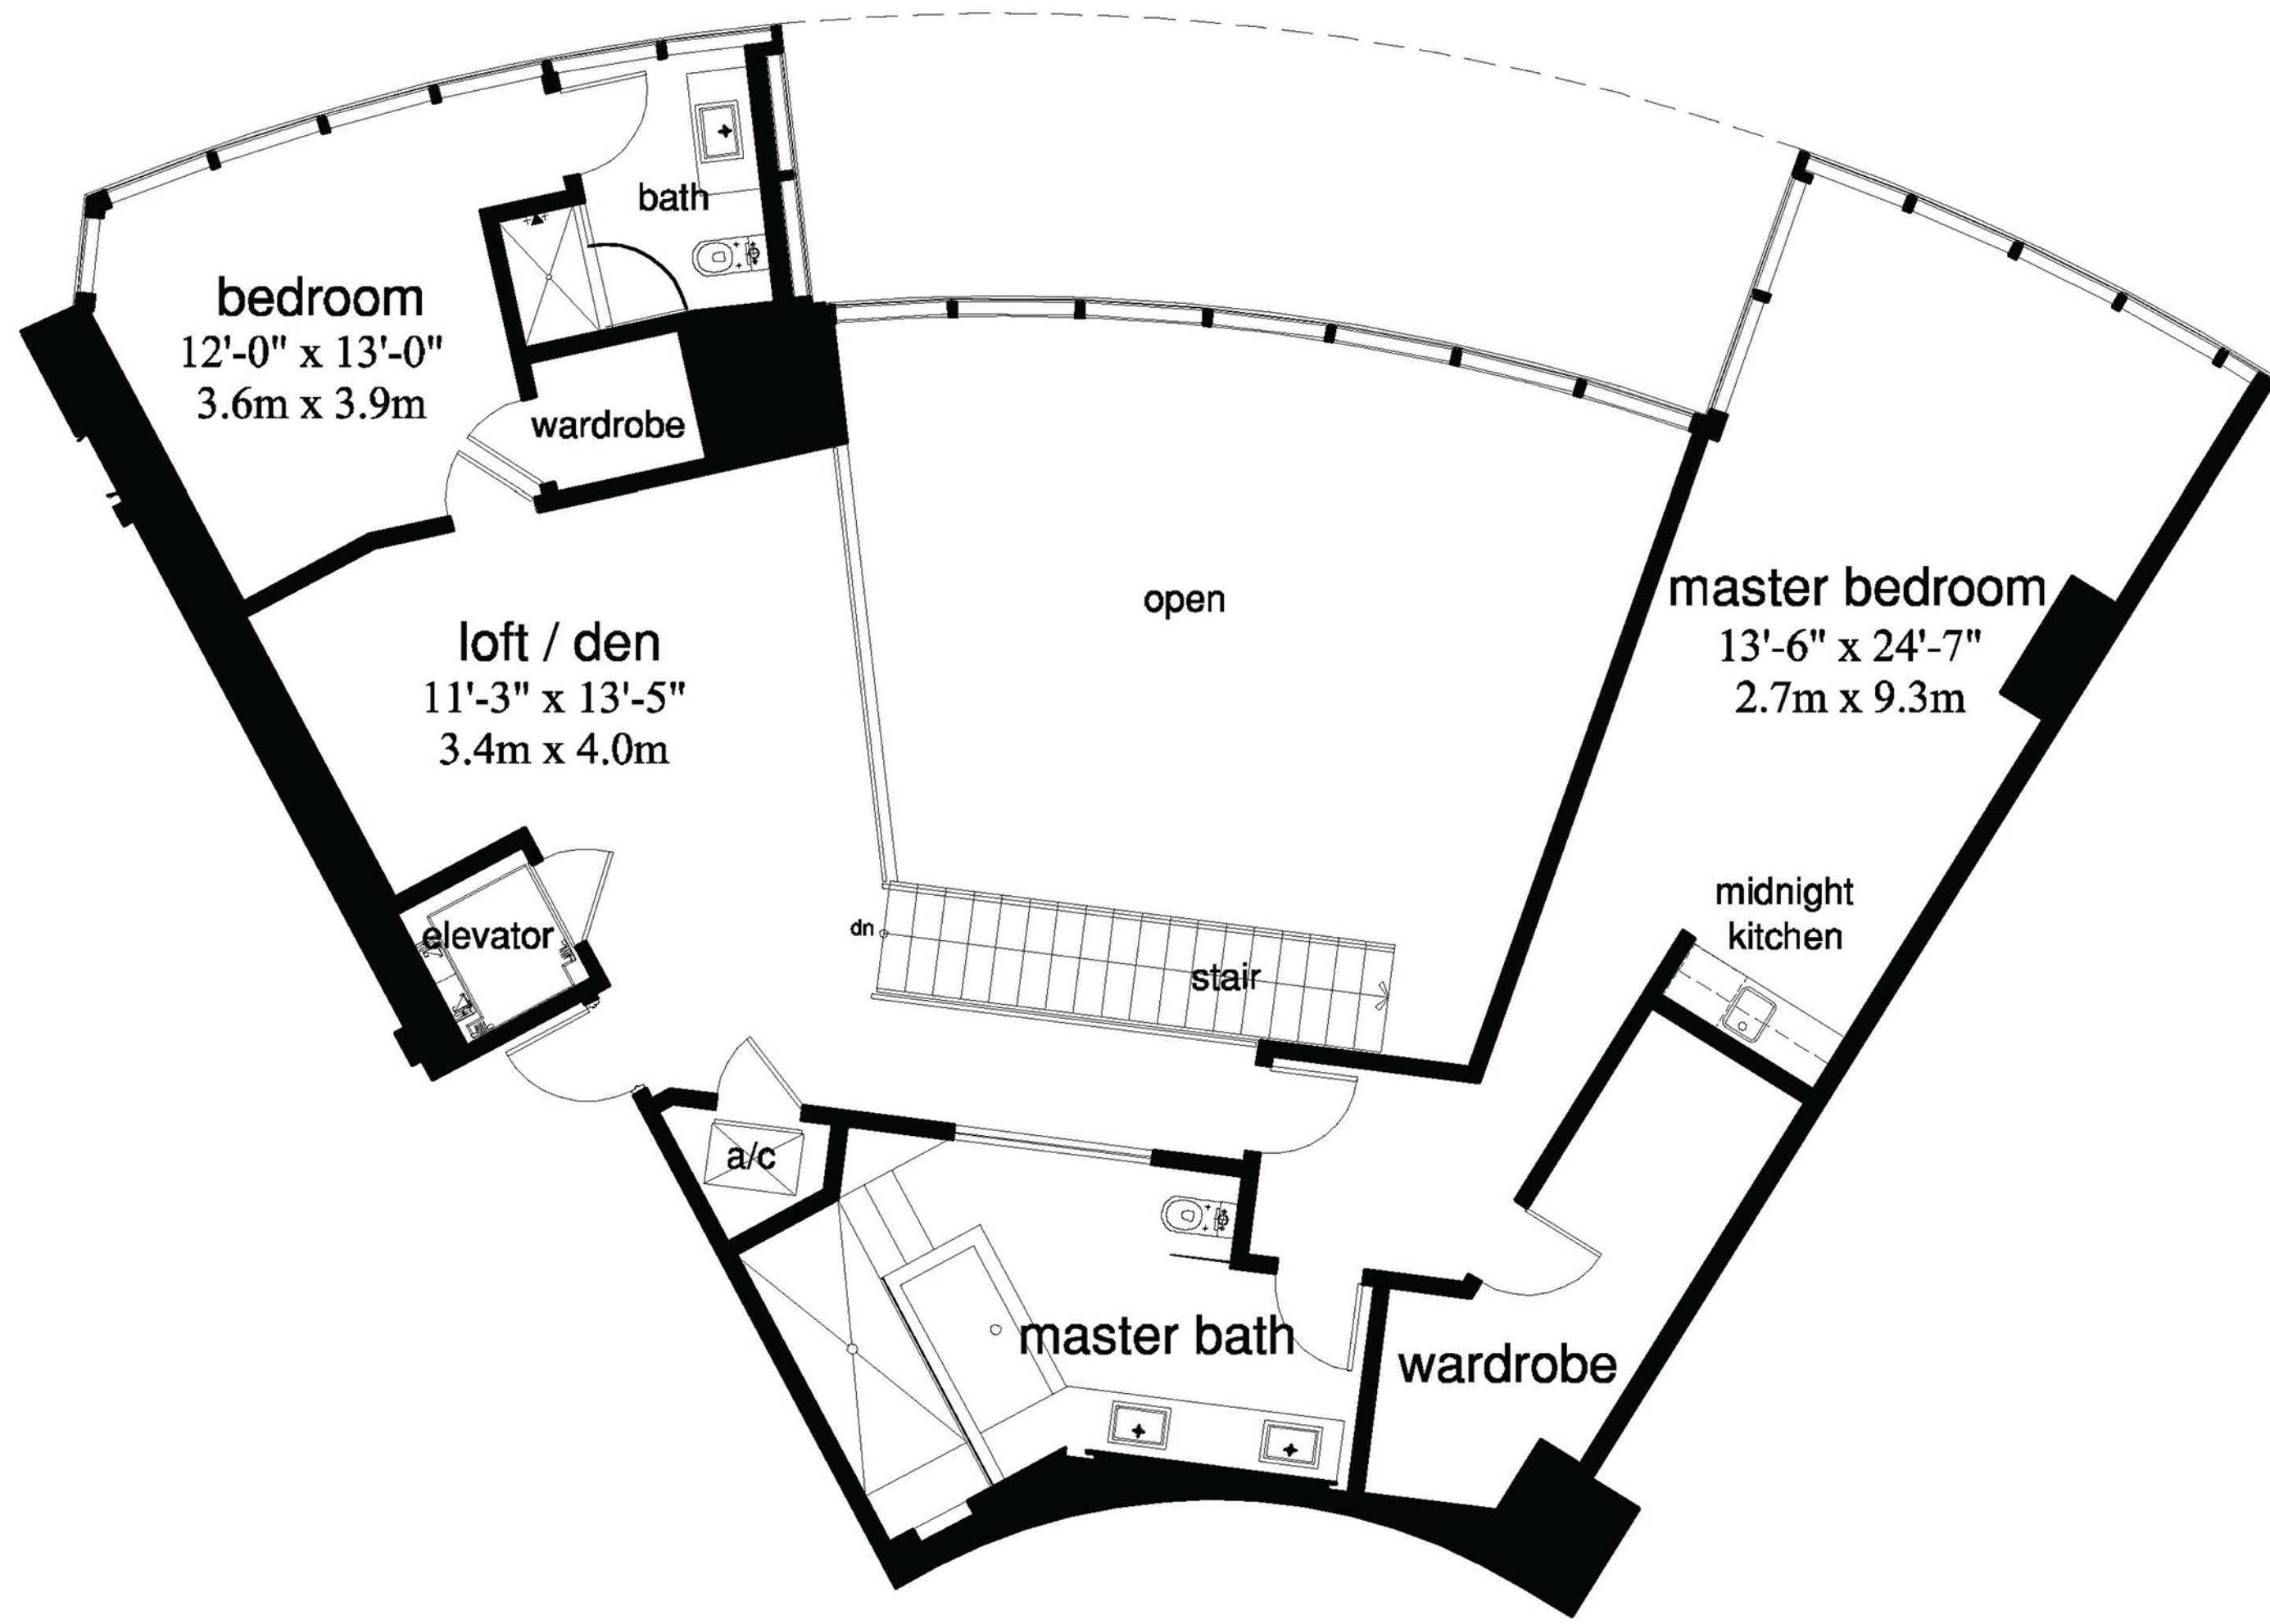 bath
bedroom
12'-0" x 13'-0"
3.6m x 3.9m
wardrobe
open
master bedroom
13'-6" x 24'-7"
2.7m x 9.3m
loft / den
11'-3" x 13'-5"
3.4m x 4.0m
midnight
kitchen
elevator
dn
stair
a/c
master bath
wardrobe